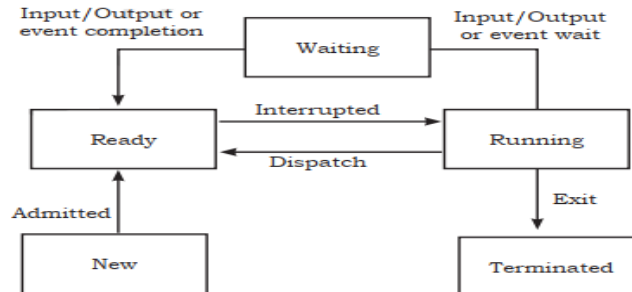 Input/Output or
event completion
Input/Output
or event wait
Waiting
Interrupted
Ready
Running
Dispatch
Admitted
Exit
New
Terminated